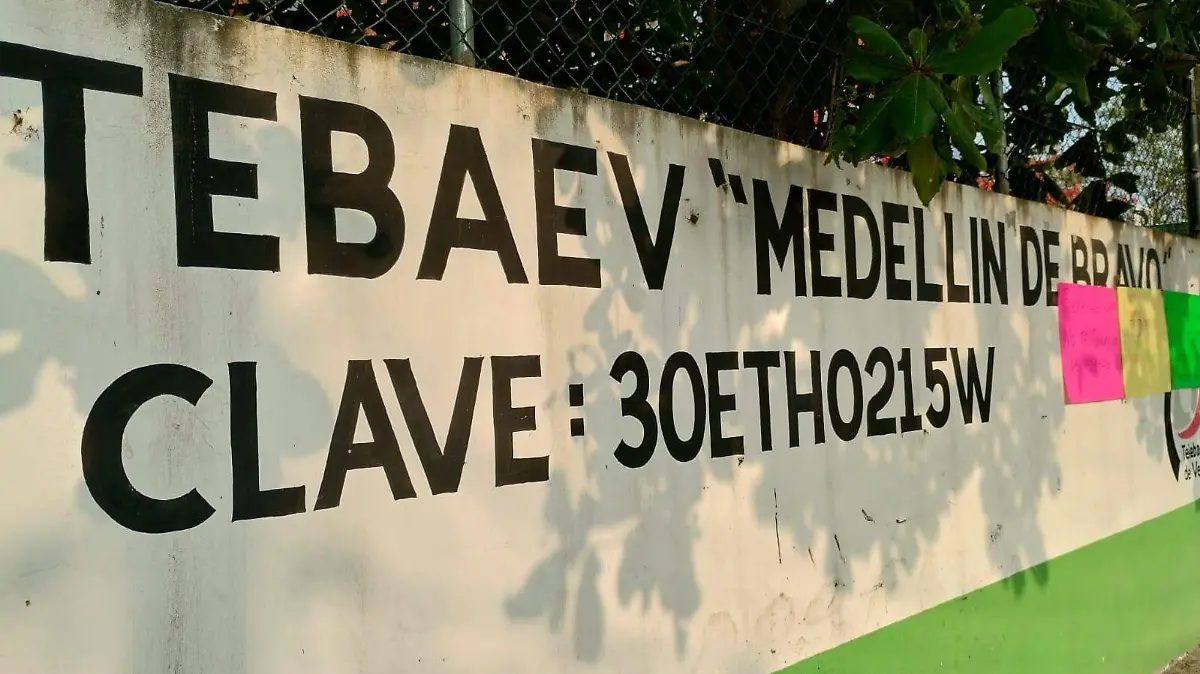 TEBAEV "MEDELLIN DE BRAVO"
CLAVE: 30ETH0215W